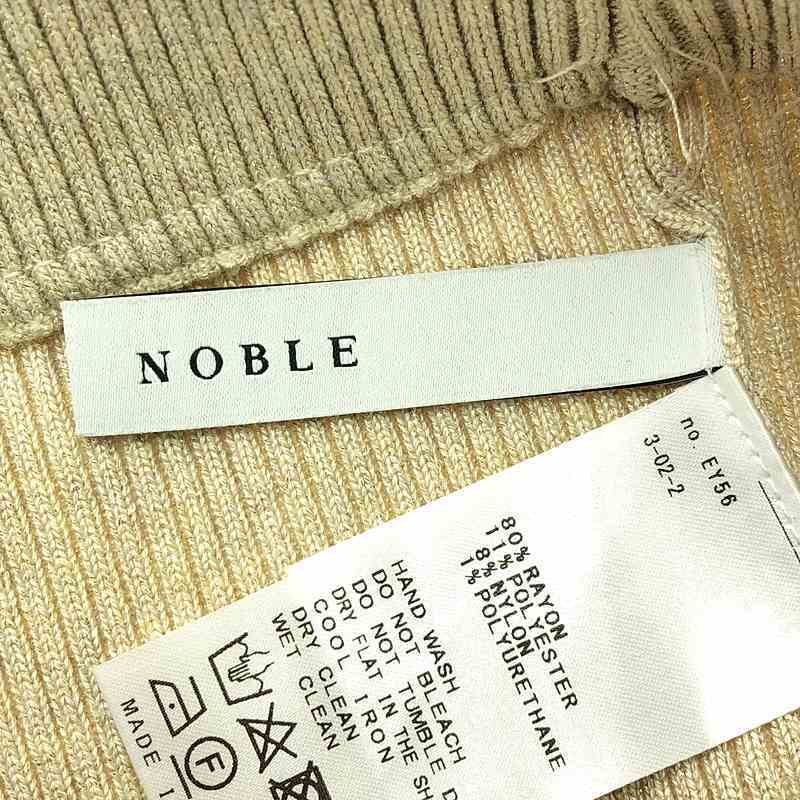 NOBLE
no. EY56
3-02-2
80% RAYON
11% POLYESTER
8% NYLON
1% POLYURETHANE
HAND WASH
DO NOT BLEACH
DO NOT TUMBLE
DRY FLAT IN THE
COOL IRON
DRY CLEAN
WET CLEAN
F
MADE